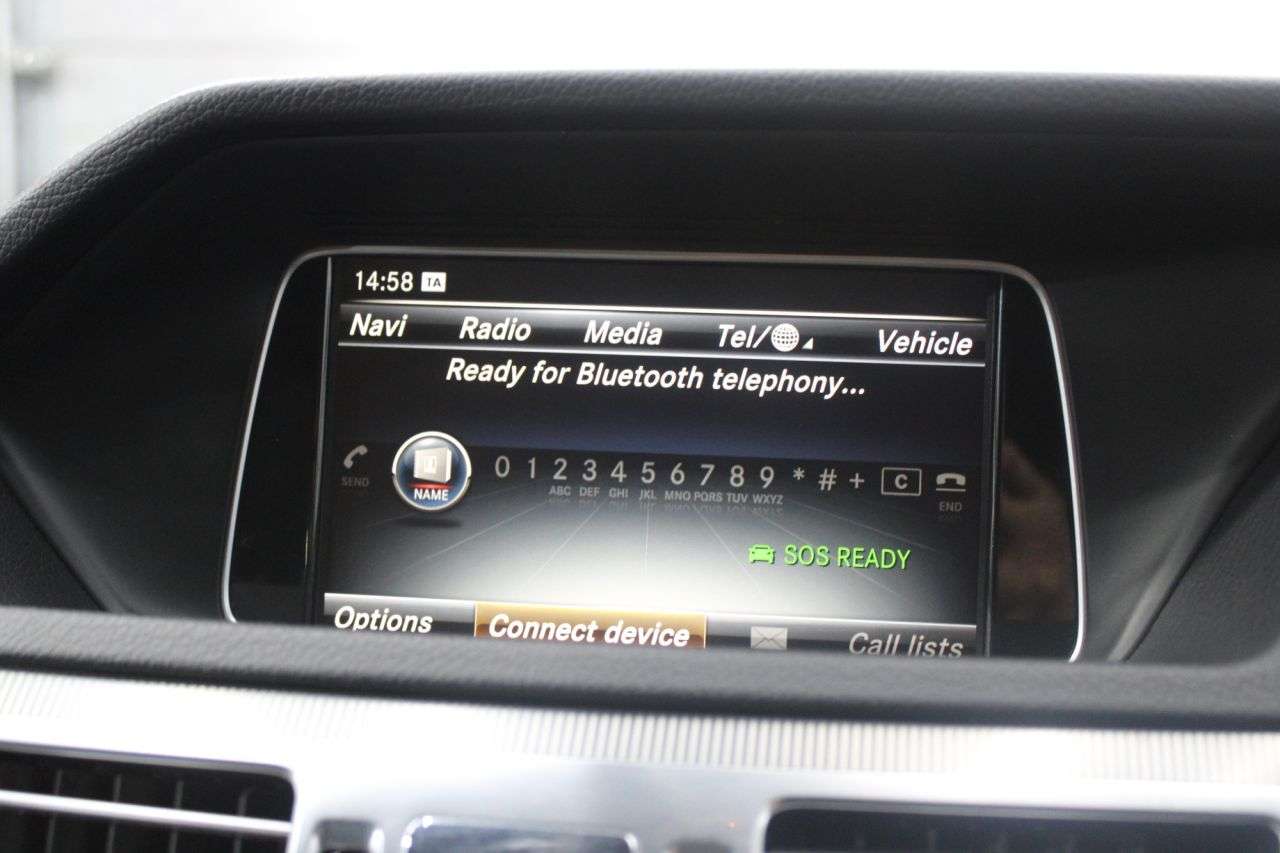 14:58 TA
Navi Radio Media Tel/ Vehicle
Ready for Bluetooth telephony...
SEND NAME 0 1 2 3 4 5 6 7 8 9 * # + C END
ABC DEF GHI JKL MNO PQRS TUV WXYZ
SOS READY
Options Connect device Call lists